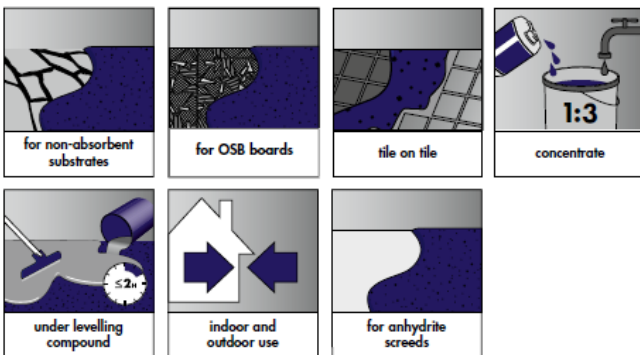 1:3
for non-absorbent
substrates
for OSB boards
tile on tile
concentrate
≤2H
under levelling
compound
indoor and
outdoor use
for anhydrite
screeds